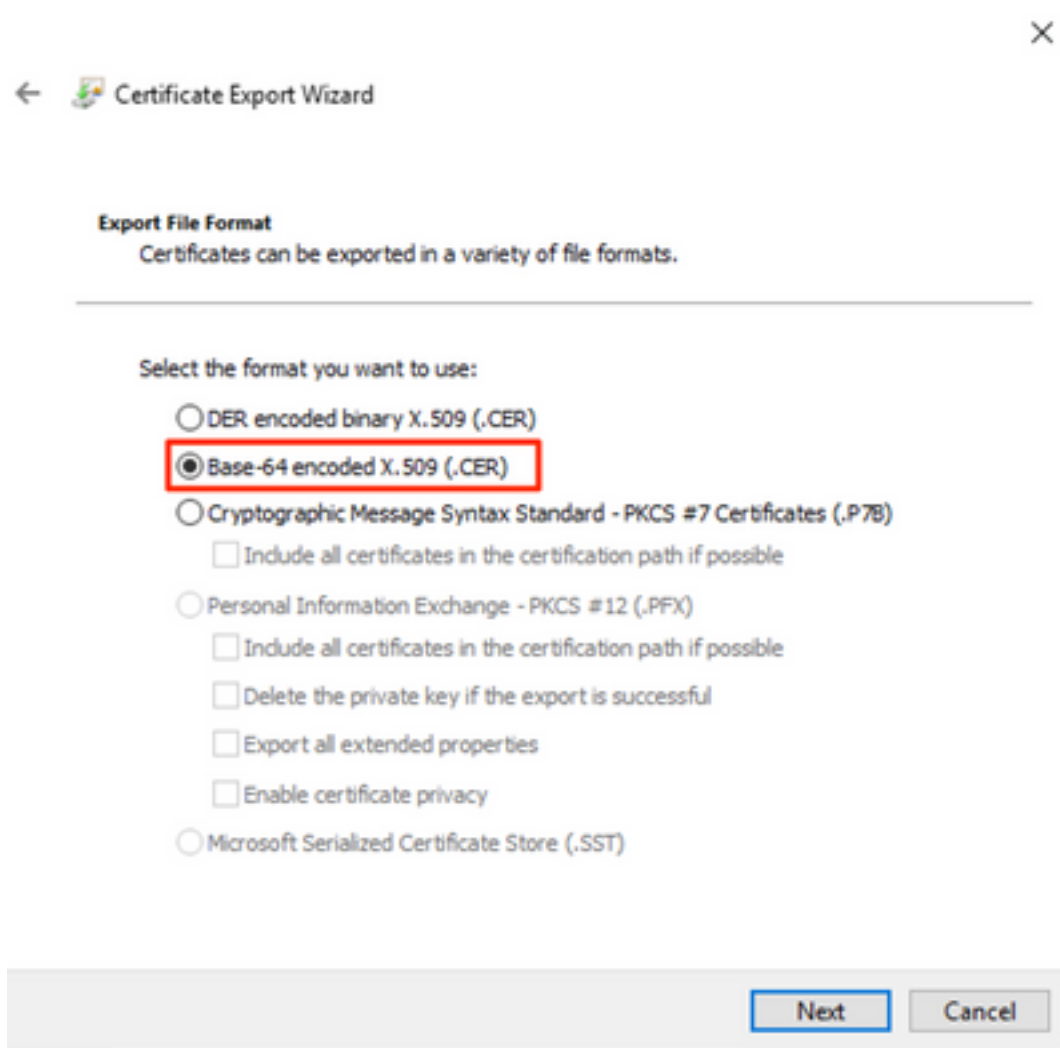 Certificate Export Wizard
Export File Format
Certificates can be exported in a variety of file formats.
Select the format you want to use:
DER encoded binary X.509 (.CER)
Base-64 encoded X.509 (.CER)
Cryptographic Message Syntax Standard - PKCS #7 Certificates (.P7B)
Include all certificates in the certification path if possible
Personal Information Exchange - PKCS #12 (.PFX)
Include all certificates in the certification path if possible
Delete the private key if the export is successful
Export all extended properties
Enable certificate privacy
Microsoft Serialized Certificate Store (.SST)
Next Cancel